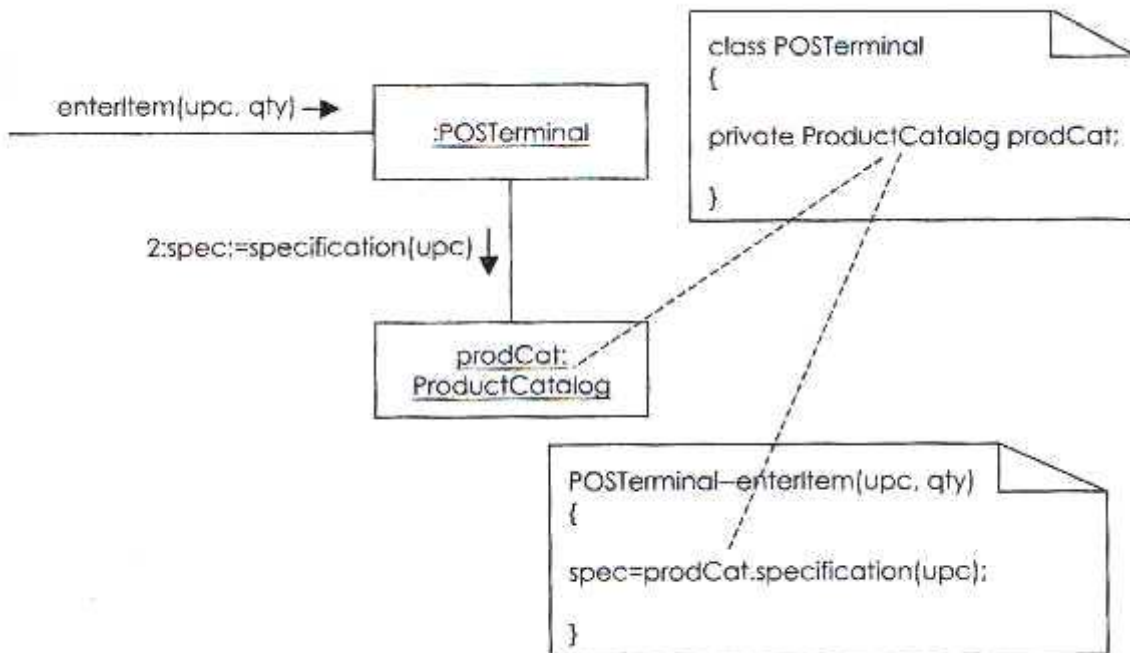 class POSTerminal
{
private ProductCatalog prodCat;
}
enterItem(upc, qty)
:POSTerminal
2:spec:=specification(upc)
prodCat:
ProductCatalog
POSTerminal--enterItem(upc, qty)
{
spec=prodCat.specification(upc);
}